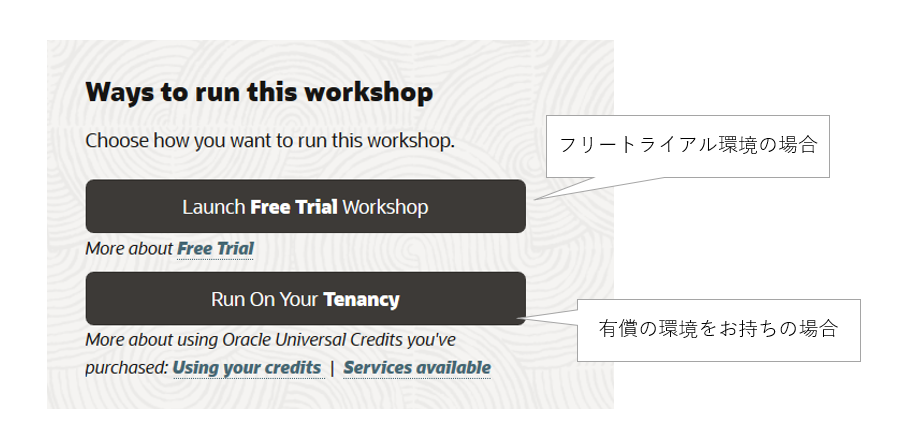 Ways to run this workshop
Choose how you want to run this workshop.
フリートライアル環境の場合
Launch Free Trial Workshop
More about Free Trial
Run On Your Tenancy
有償の環境をお持ちの場合
More about using Oracle Universal Credits you've
purchased: Using your credits | Services available